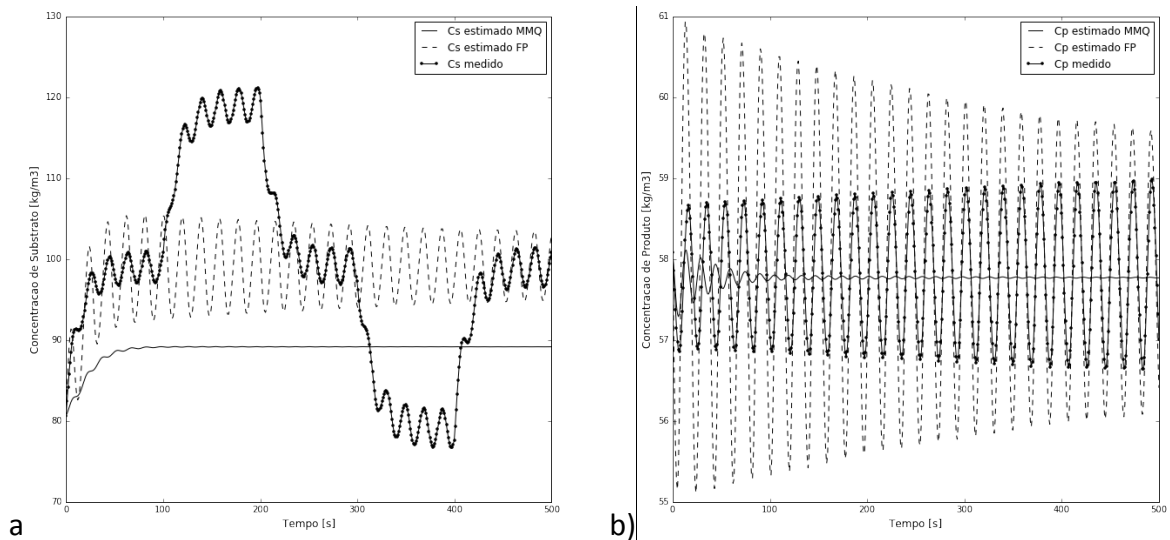 130
120
110
100
90
80
70
0
100
200
300
400
500
Concentracao de Substrato [kg/m3]
Tempo [s]
Cs estimado MMQ
Cs estimado FP
Cs medido
a
61
60
59
58
57
56
55
0
100
200
300
400
500
Concentracao de Produto [kg/m3]
Tempo [s]
Cp estimado MMQ
Cp estimado FP
Cp medido
b)